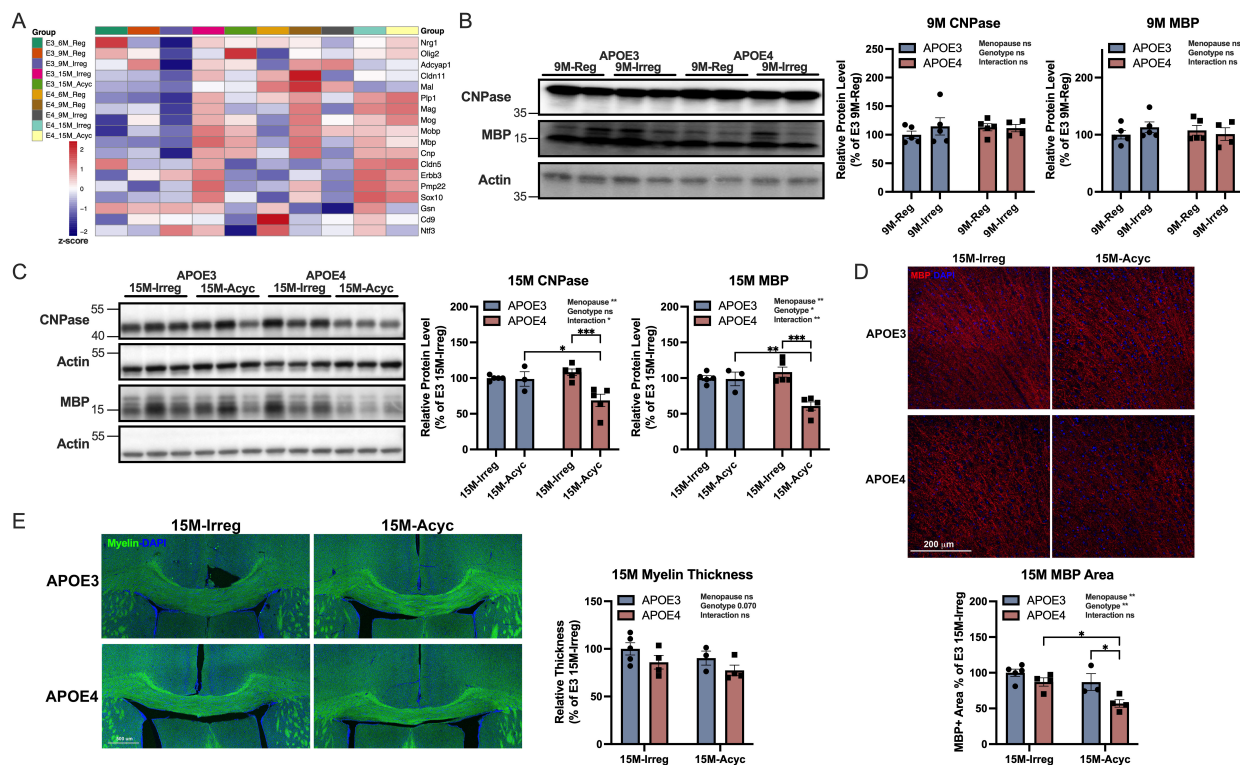 A
Group
E3_6M_Reg
E3_9M_Reg
E3_9M_Irreg
E3_15M_Irreg
E3_15M_Acyc
E4_6M_Reg
E4_9M_Reg
E4_9M_Irreg
E4_15M_Irreg
E4_15M_Acyc
2
1
0
−1
−2
z-score
Group
Nrg1
Olig2
Adcyap1
Cldn11
Mal
Plp1
Mag
Mog
Mobp
Mbp
Cnp
Cldn5
Erbb3
Pmp22
Sox10
Gsn
Cd9
Ntf3
B
APOE3 APOE4
9M-Reg 9M-Irreg 9M-Reg 9M-Irreg
CNPase
35
MBP
15
Actin
35
9M CNPase
APOE3
APOE4
Menopause ns
Genotype ns
Interaction ns
Relative Protein Level
(% of E3 9M-Reg)
200
150
100
50
0
9M-Reg
9M-Irreg
9M-Reg
9M-Irreg
9M MBP
APOE3
APOE4
Menopause ns
Genotype ns
Interaction ns
Relative Protein Level
(% of E3 9M-Reg)
200
150
100
50
0
9M-Reg
9M-Irreg
9M-Reg
9M-Irreg
C
APOE3 APOE4
15M-Irreg 15M-Acyc 15M-Irreg 15M-Acyc
55
CNPase
40
55
Actin
MBP
15
55
Actin
15M CNPase
APOE3
APOE4
Menopause **
Genotype ns
Interaction *
***
*
Relative Protein Level
(% of E3 15M-Irreg)
200
150
100
50
0
15M-Irreg
15M-Acyc
15M-Irreg
15M-Acyc
15M MBP
APOE3
APOE4
Menopause **
Genotype *
Interaction **
***
**
Relative Protein Level
(% of E3 15M-Irreg)
200
150
100
50
0
15M-Irreg
15M-Acyc
15M-Irreg
15M-Acyc
D
15M-Irreg 15M-Acyc
MBP
APOE3
APOE4
200 μm
15M MBP Area
APOE3
APOE4
Menopause **
Genotype **
Interaction ns
*
*
MBP+ Area % of E3 15M-Irreg
200
150
100
50
0
15M-Irreg 15M-Acyc
E
15M-Irreg 15M-Acyc
Myelin DAPI
APOE3
APOE4
15M Myelin Thickness
APOE3
APOE4
Menopause ns
Genotype 0.070
Interaction ns
Relative Thickness
(% of E3 15M-Irreg)
150
100
50
0
15M-Irreg 15M-Acyc